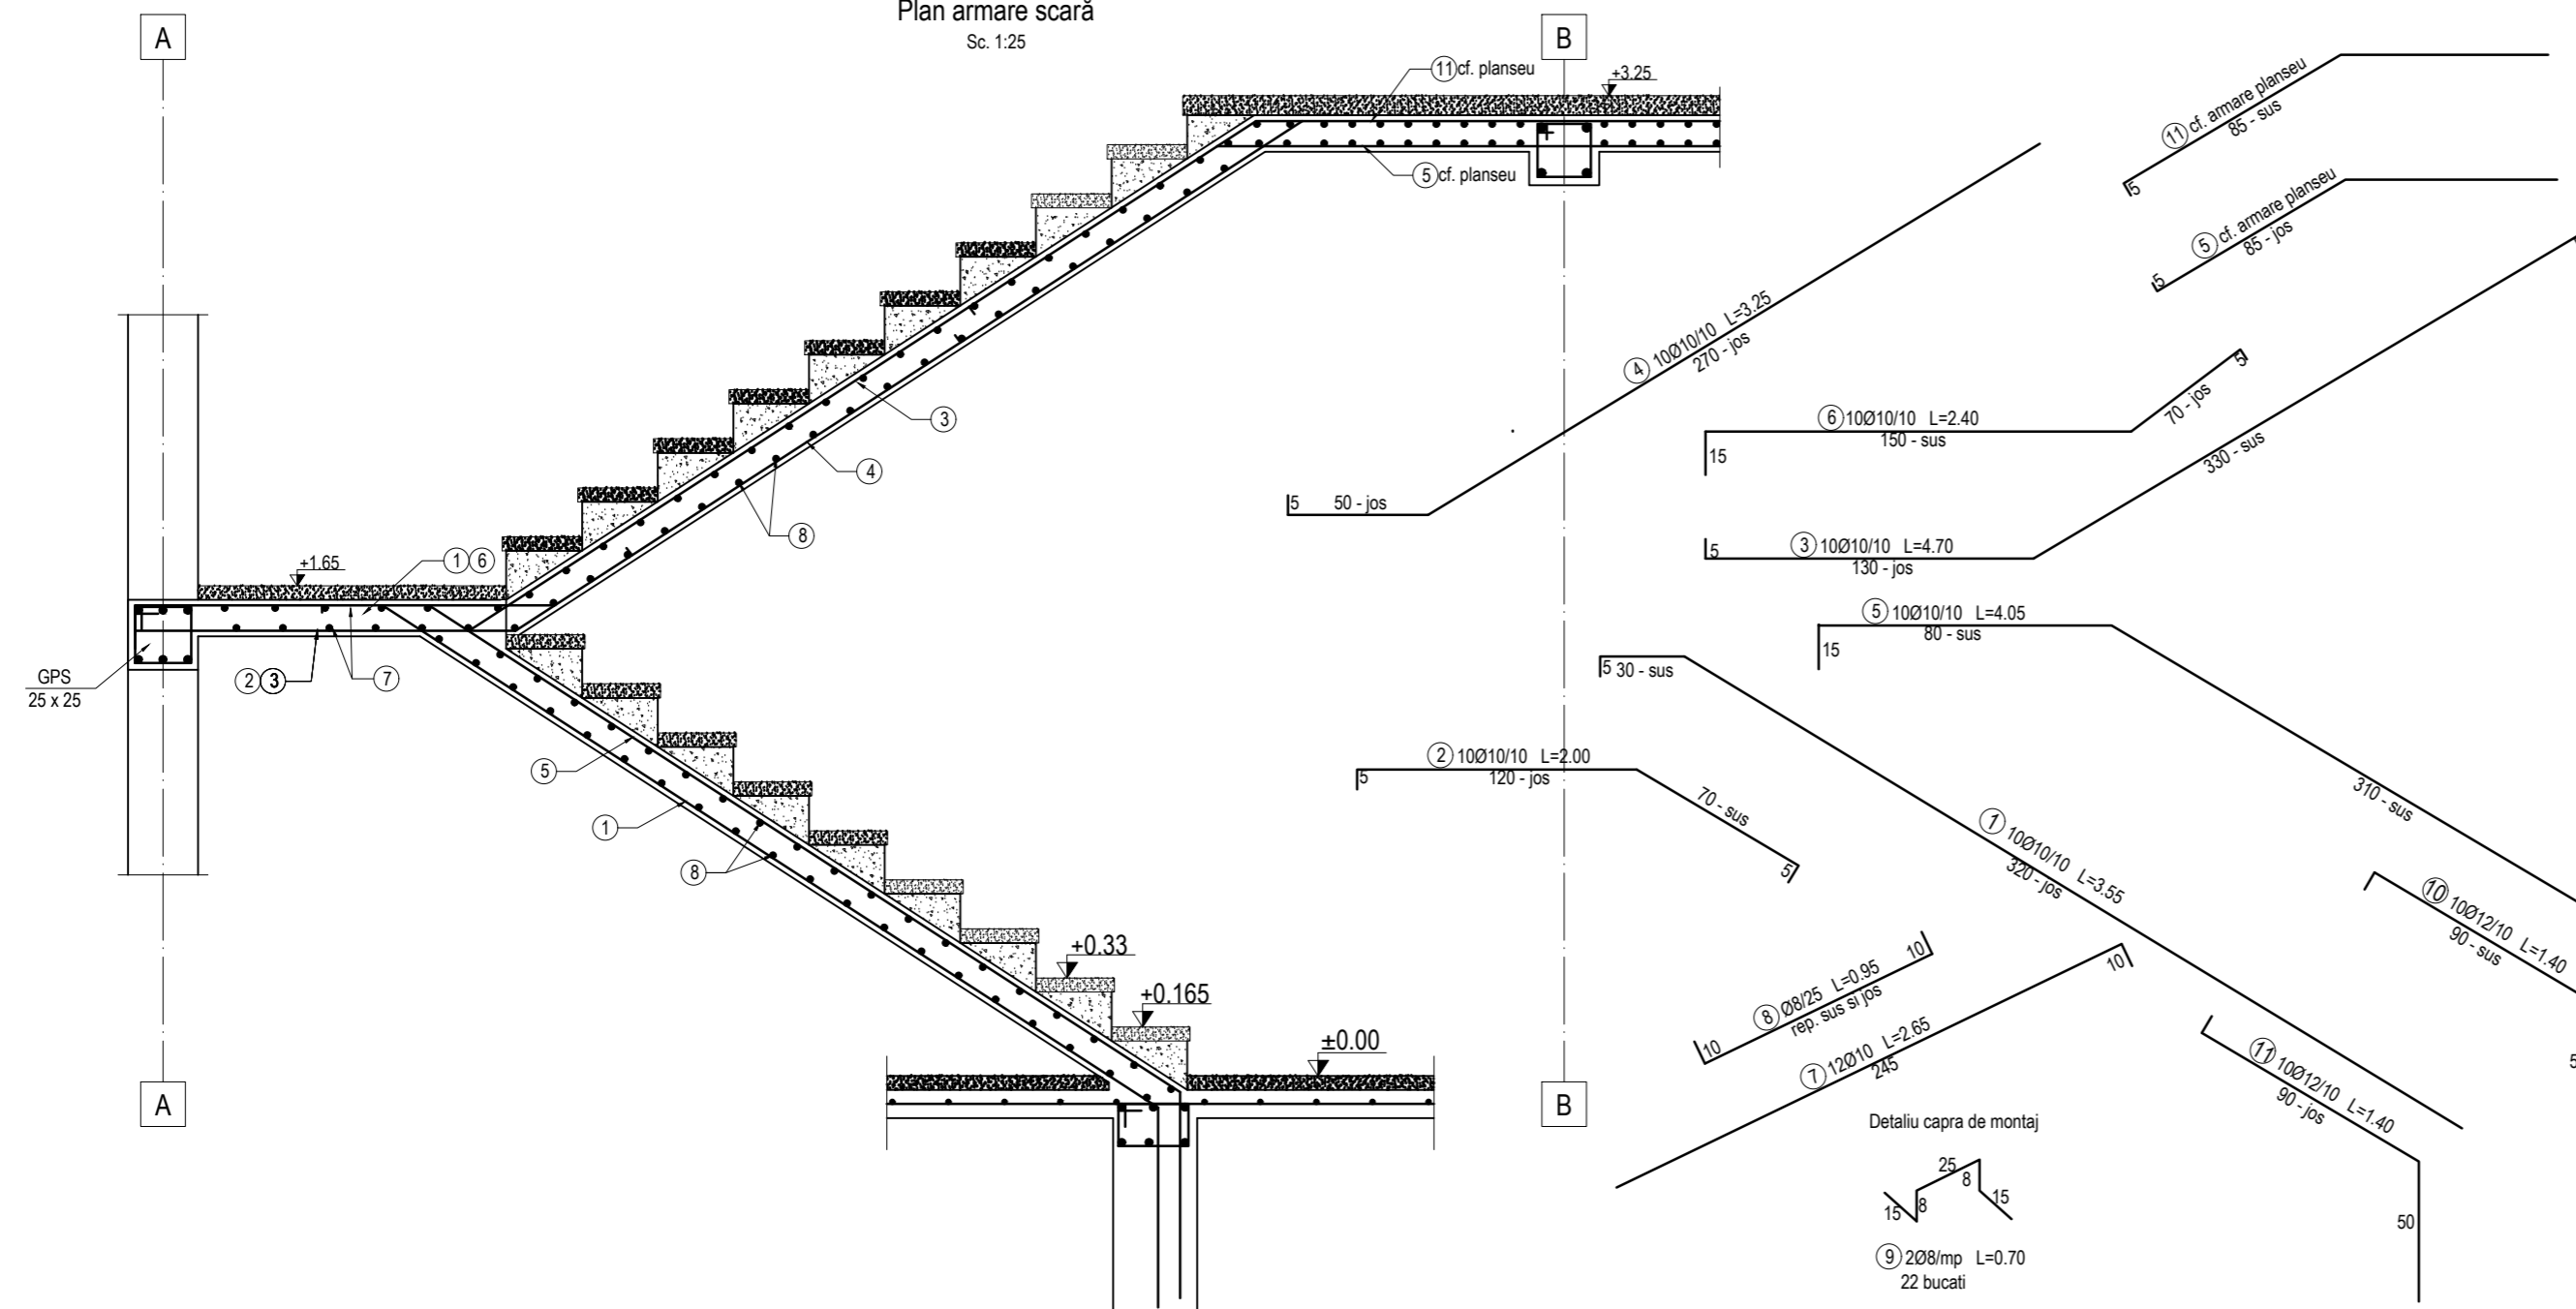 Plan armare scară
Sc. 1:25
A
B
11 cf. planseu
+3.25
5 cf. planseu
3
4
8
+1.65
1 6
GPS
25 x 25
2 3
7
5
1
8
+0.33
+0.165
±0.00
A
B
11 cf. armare planseu
85 - sus
5
5 cf. armare planseu
85 - jos
5
4 10Ø10/10 L=3.25
270 - jos
5 50 - jos
6 10Ø10/10 L=2.40
150 - sus
15
70 - jos
5
330 - sus
3 10Ø10/10 L=4.70
130 - jos
5
5 10Ø10/10 L=4.05
80 - sus
15
310 - sus
5 30 - sus
1 10Ø10/10 L=3.55
320 - jos
2 10Ø10/10 L=2.00
120 - jos
5
70 - sus
5
10 10Ø12/10 L=1.40
90 - sus
8 Ø8/25 L=0.95
rep. sus si jos
10
10
7 12Ø10 L=2.65
245
10
11 10Ø12/10 L=1.40
90 - jos
50
5
Detaliu capra de montaj
25
8
15
15
8
9 2Ø8/mp L=0.70
22 bucati